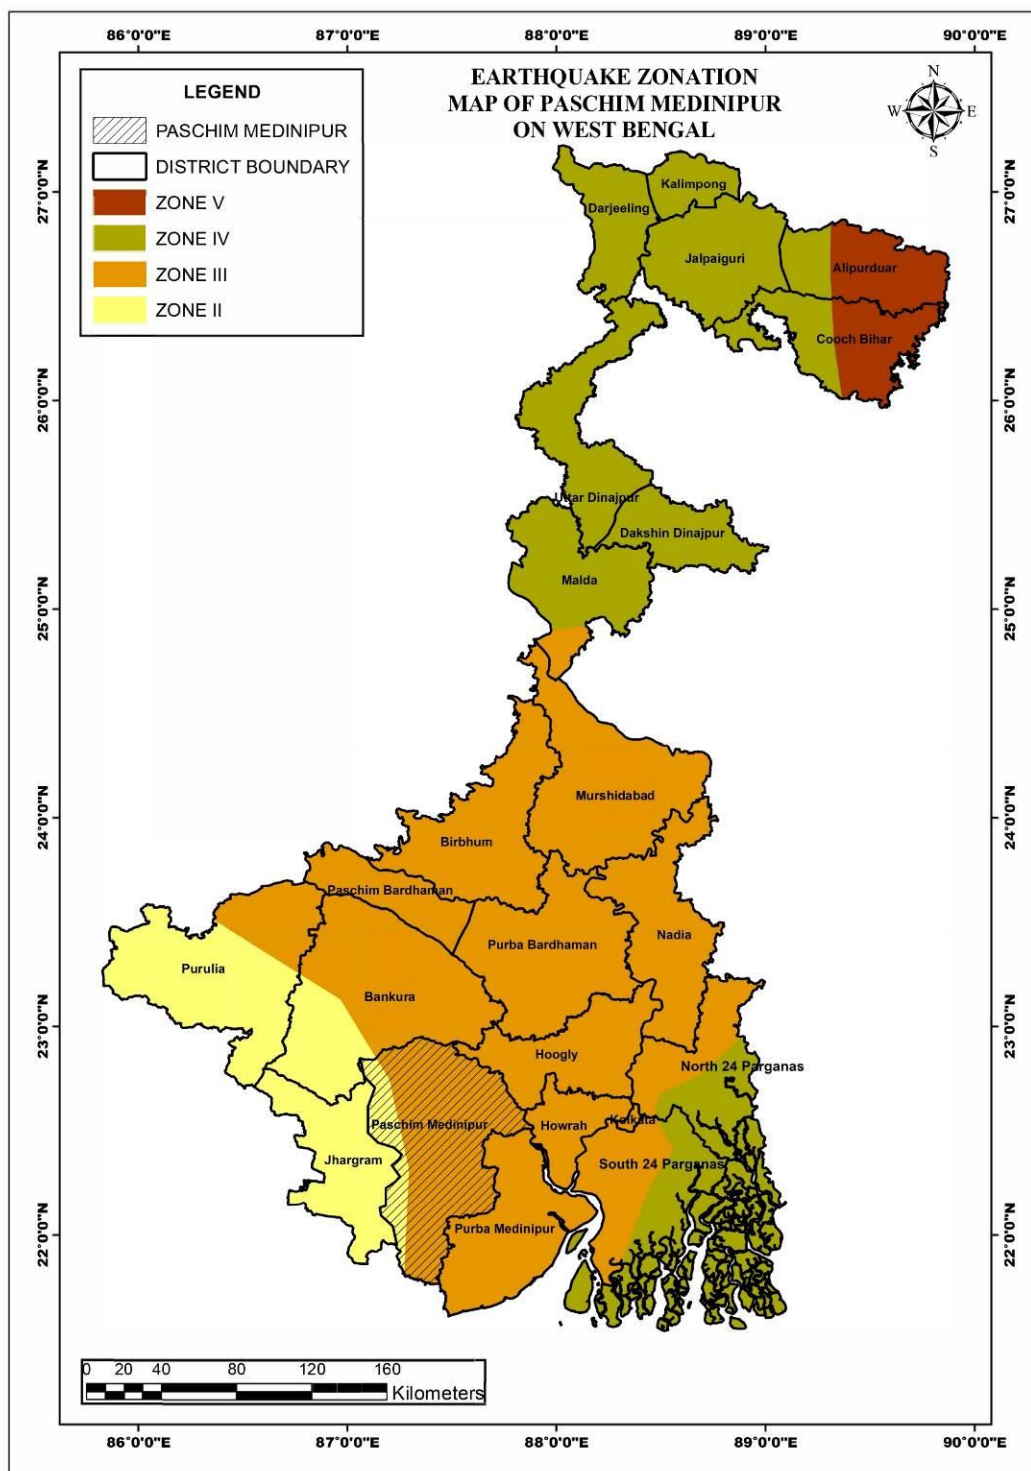 86°0'0"E 87°0'0"E 88°0'0"E 89°0'0"E 90°0'0"E
EARTHQUAKE ZONATION
MAP OF PASCHIM MEDINIPUR
ON WEST BENGAL
N
W E
S
LEGEND
PASCHIM MEDINIPUR
DISTRICT BOUNDARY
ZONE V
ZONE IV
ZONE III
ZONE II
27°0'0"N 27°0'0"N
26°0'0"N 26°0'0"N
25°0'0"N 25°0'0"N
24°0'0"N 24°0'0"N
23°0'0"N 23°0'0"N
22°0'0"N 22°0'0"N
Kalimpong
Darjeeling
Jalpaiguri
Alipurduar
Cooch Bihar
Uttar Dinajpur
Dakshin Dinajpur
Malda
Murshidabad
Birbhum
Paschim Bardhaman
Nadia
Purba Bardhaman
Purulia
Bankura
Hoogly
North 24 Parganas
Kolkata
Paschim Medinipur
Howrah
Jhargram
South 24 Parganas
Purba Medinipur
0 20 40 80 120 160
Kilometers
86°0'0"E 87°0'0"E 88°0'0"E 89°0'0"E 90°0'0"E